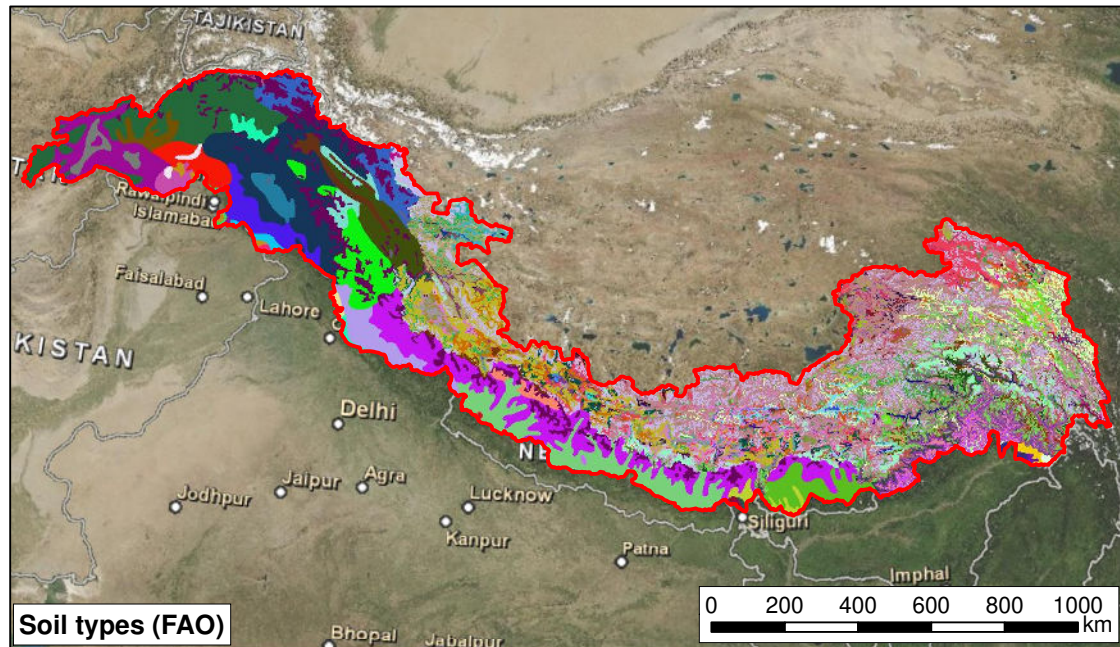 TAJIKISTAN
Rawalpindi
Islamaba
Faisalabad
Lahore
KISTAN
Delhi
NE
Jaipur
Agra
Jodhpur
Lucknow
Kanpur
Siliguri
Patna
Imphal
Soil types (FAO)
0 200 400 600 800 1000
km
Bhopal
Jabalpur